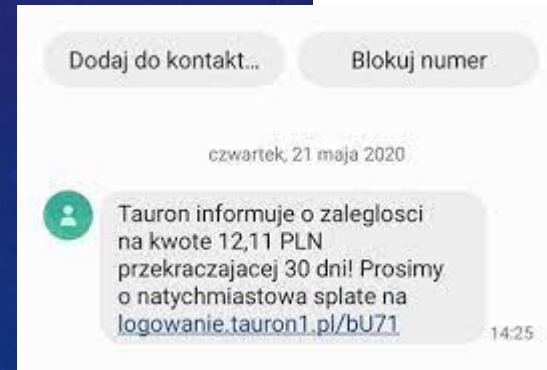 Dodaj do kontakt...
Blokuj numer
czwartek, 21 maja 2020
Tauron informuje o zaleglosci
na kwote 12,11 PLN
przekraczajacej 30 dni! Prosimy
o natychmiastowa splate na
logowanie.tauron1.pl/bU71
14:25